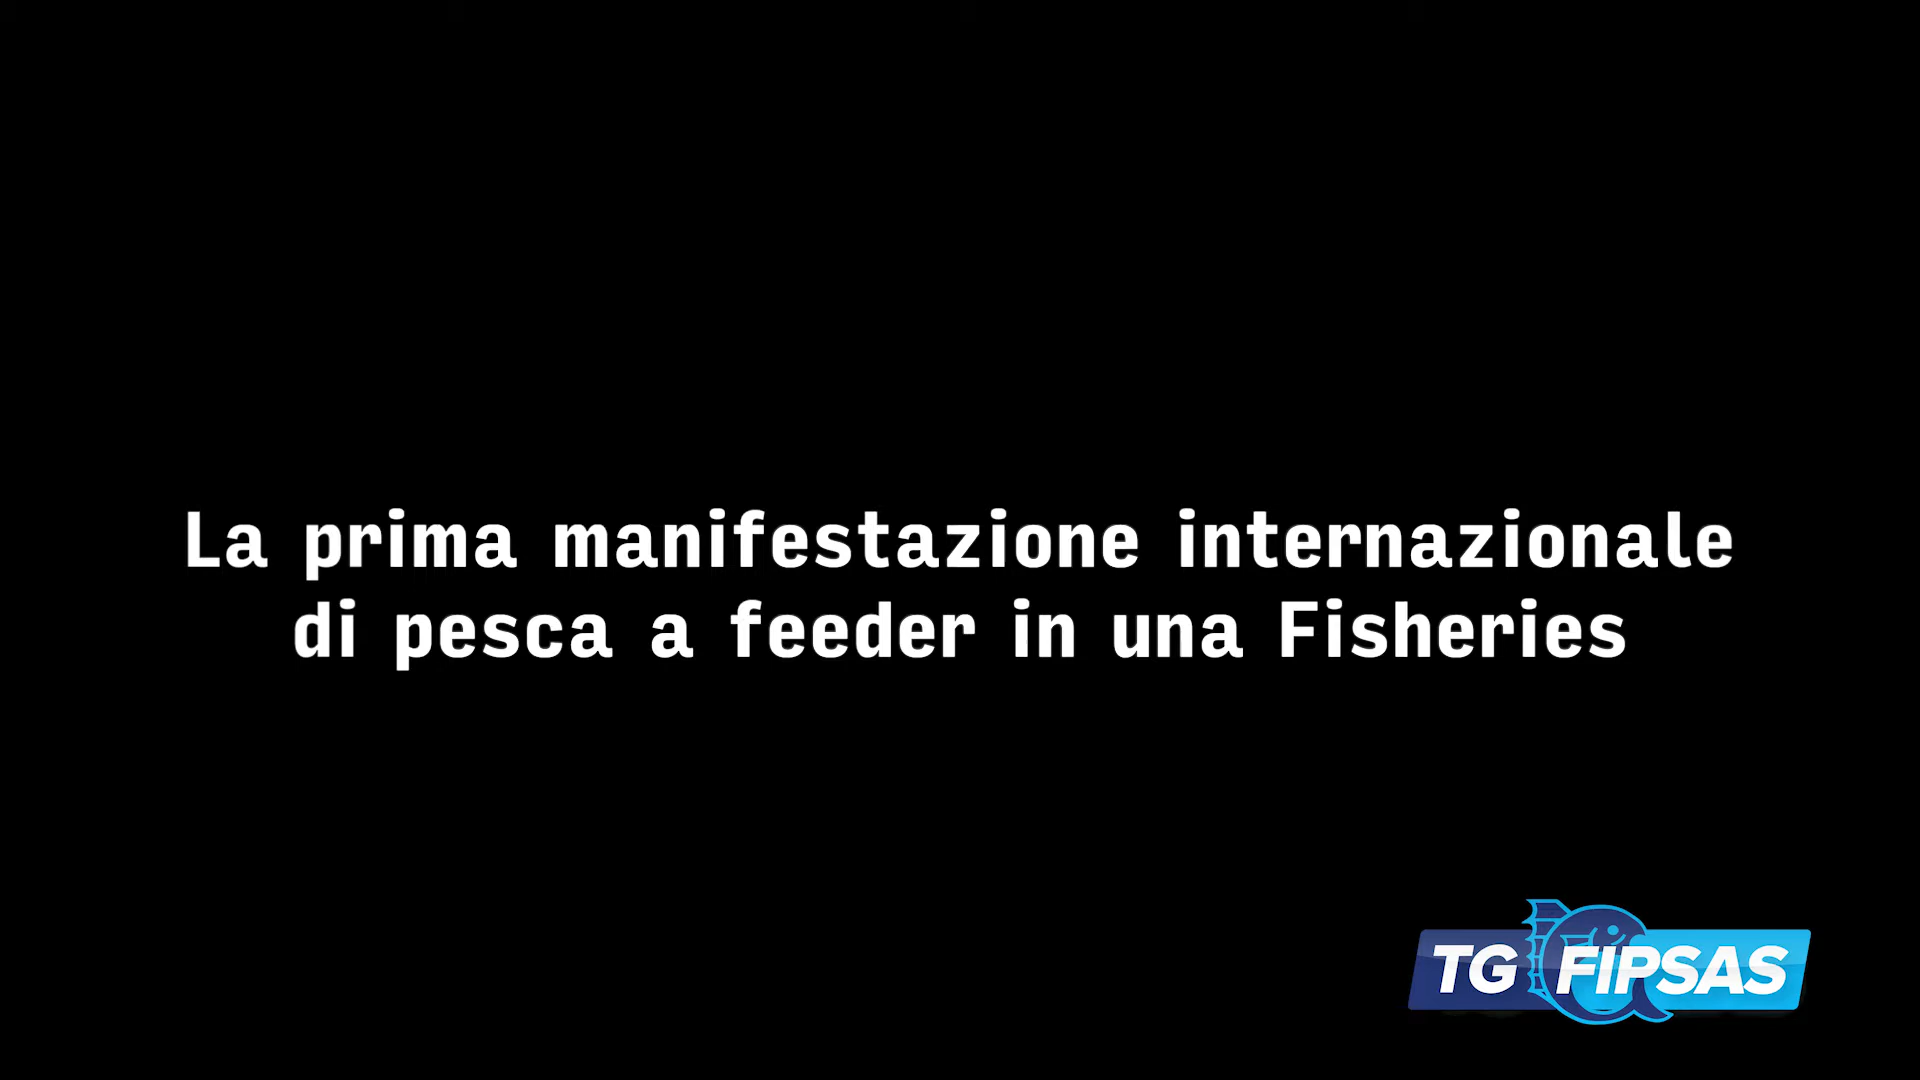 La prima manifestazione internazionale
di pesca a feeder in una Fisheries
TG FIPSAS